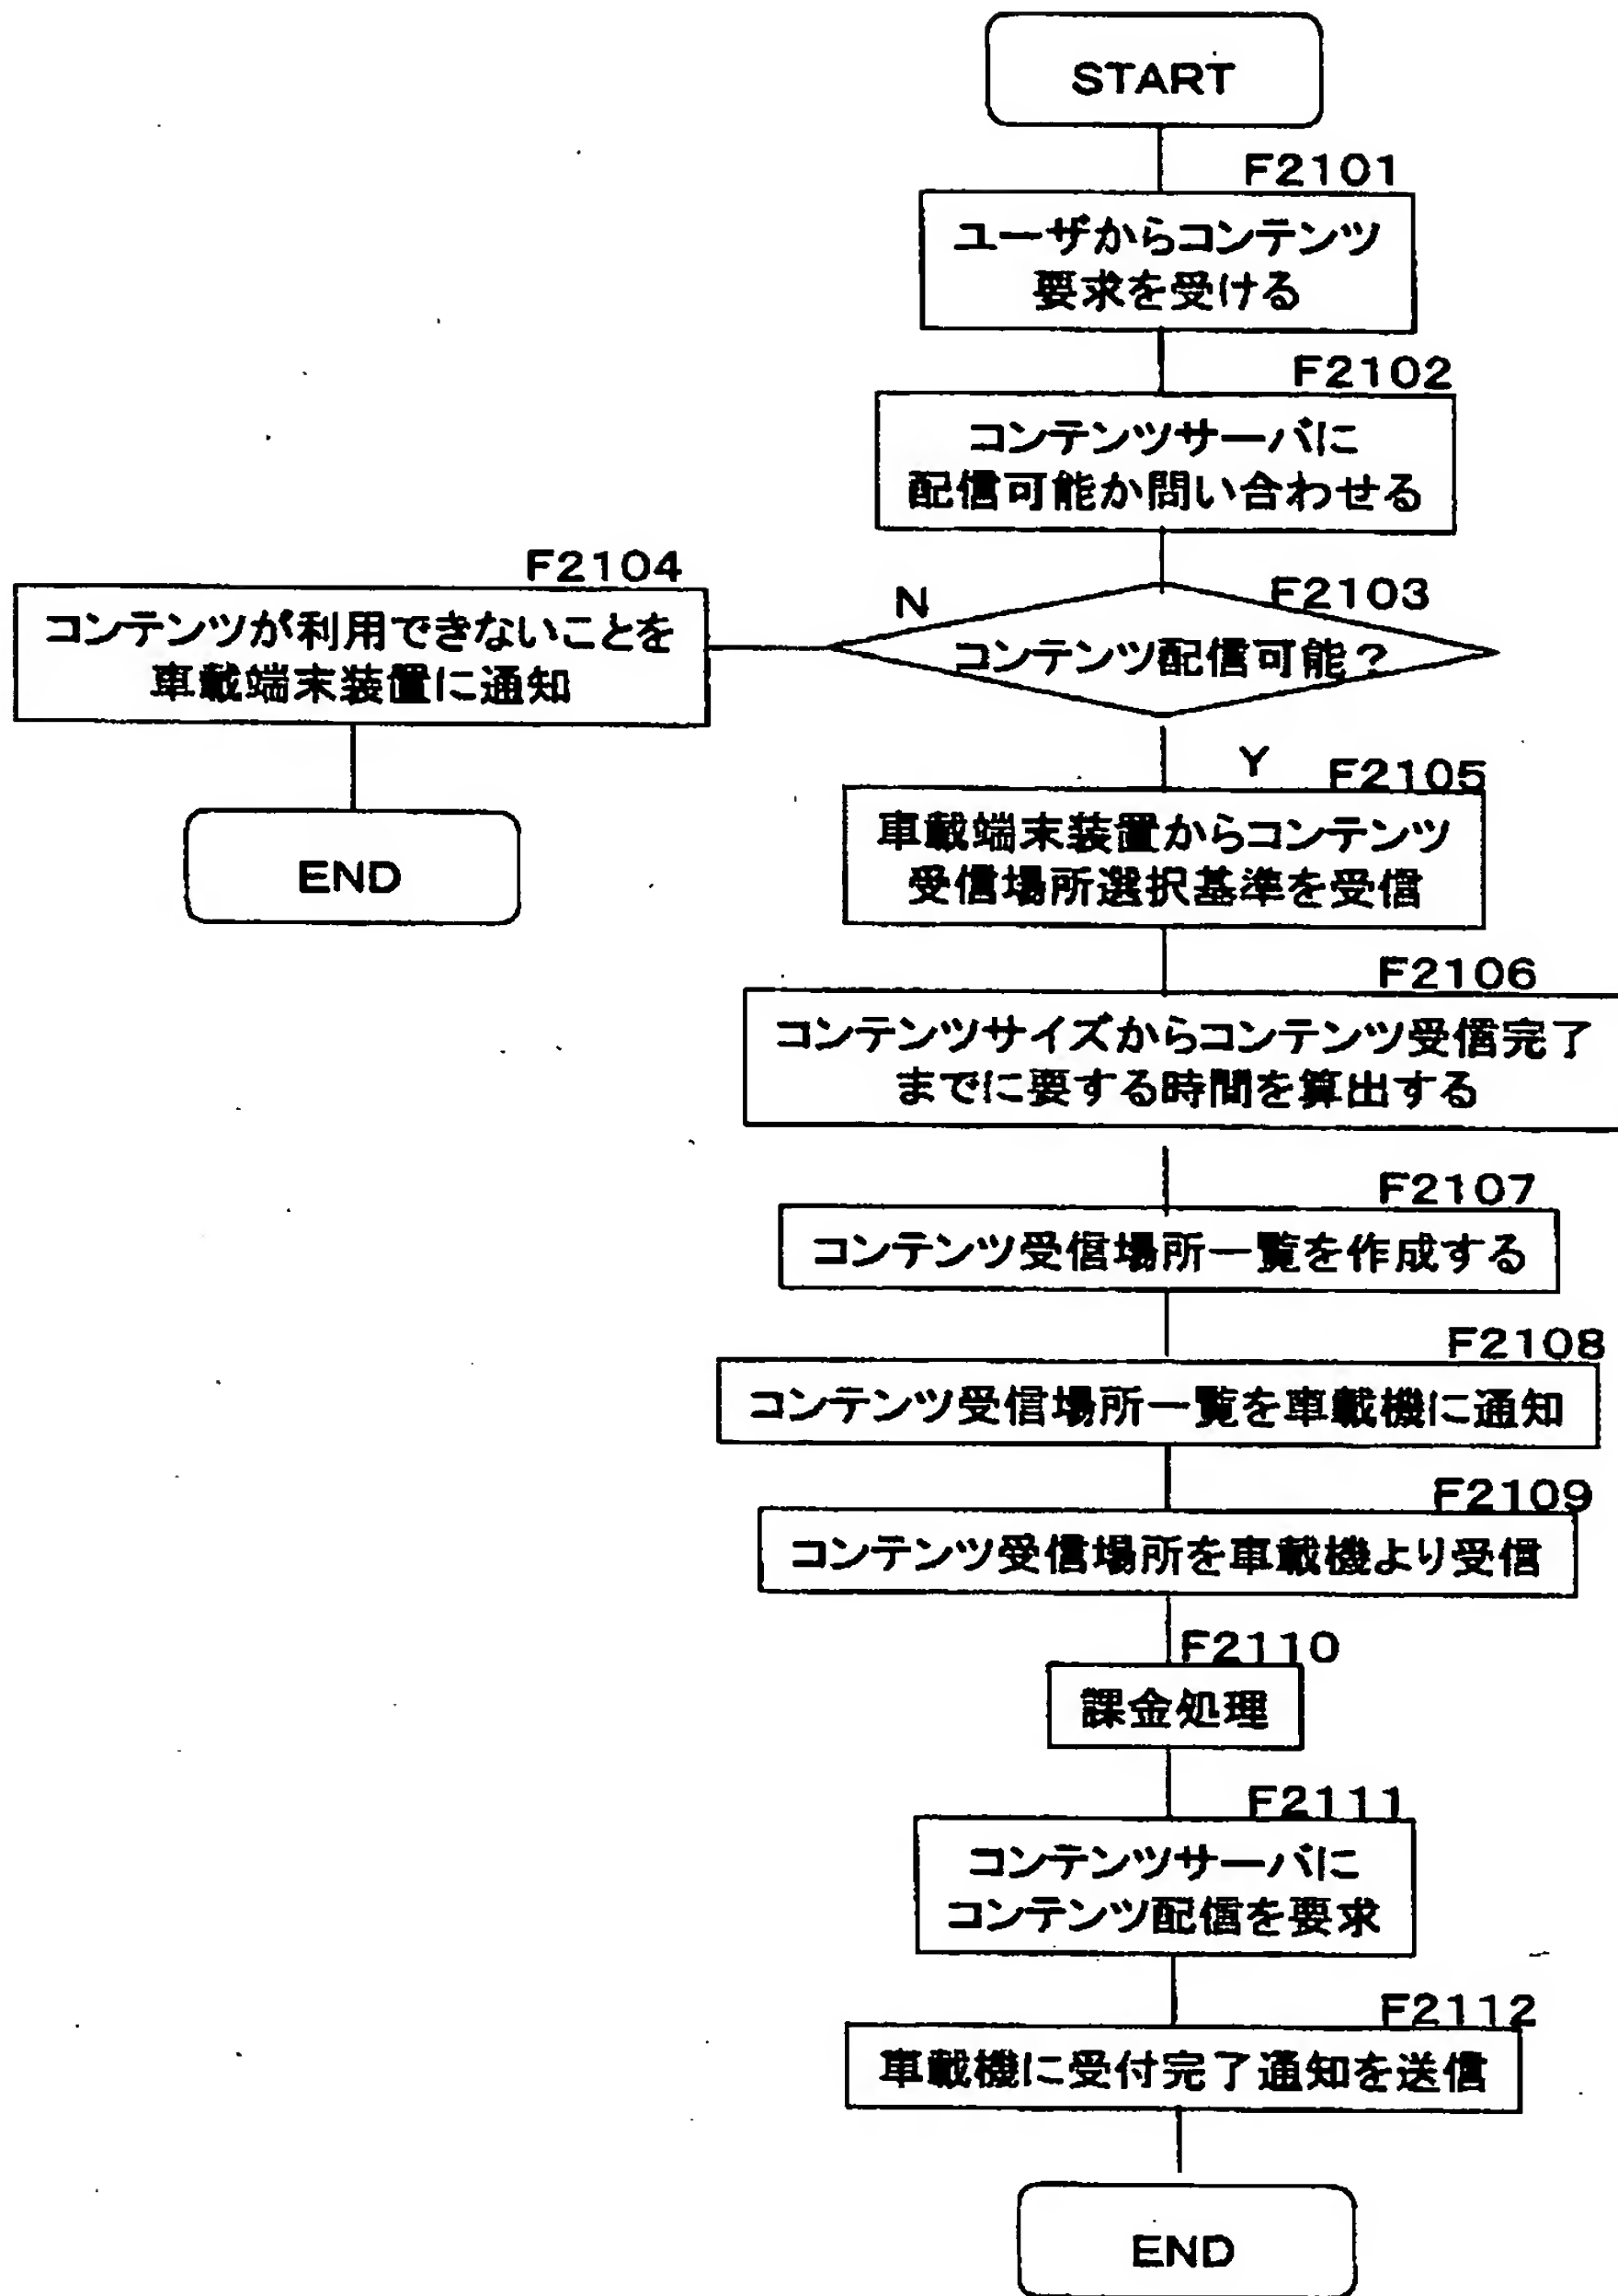 START
F2101
ユーザからコンテンツ
要求を受ける
F2102
コンテンツサーバに
配信可能か問い合わせる
F2103
コンテンツ配信可能？
N
F2104
コンテンツが利用できないことを
車載端末装置に通知
END
Y
F2105
車載端末装置からコンテンツ
受信場所選択基準を受信
F2106
コンテンツサイズからコンテンツ受信完了
までに要する時間を算出する
F2107
コンテンツ受信場所一覧を作成する
F2108
コンテンツ受信場所一覧を車載機に通知
F2109
コンテンツ受信場所を車載機より受信
F2110
課金処理
F2111
コンテンツサーバに
コンテンツ配信を要求
F2112
車載機に受付完了通知を送信
END